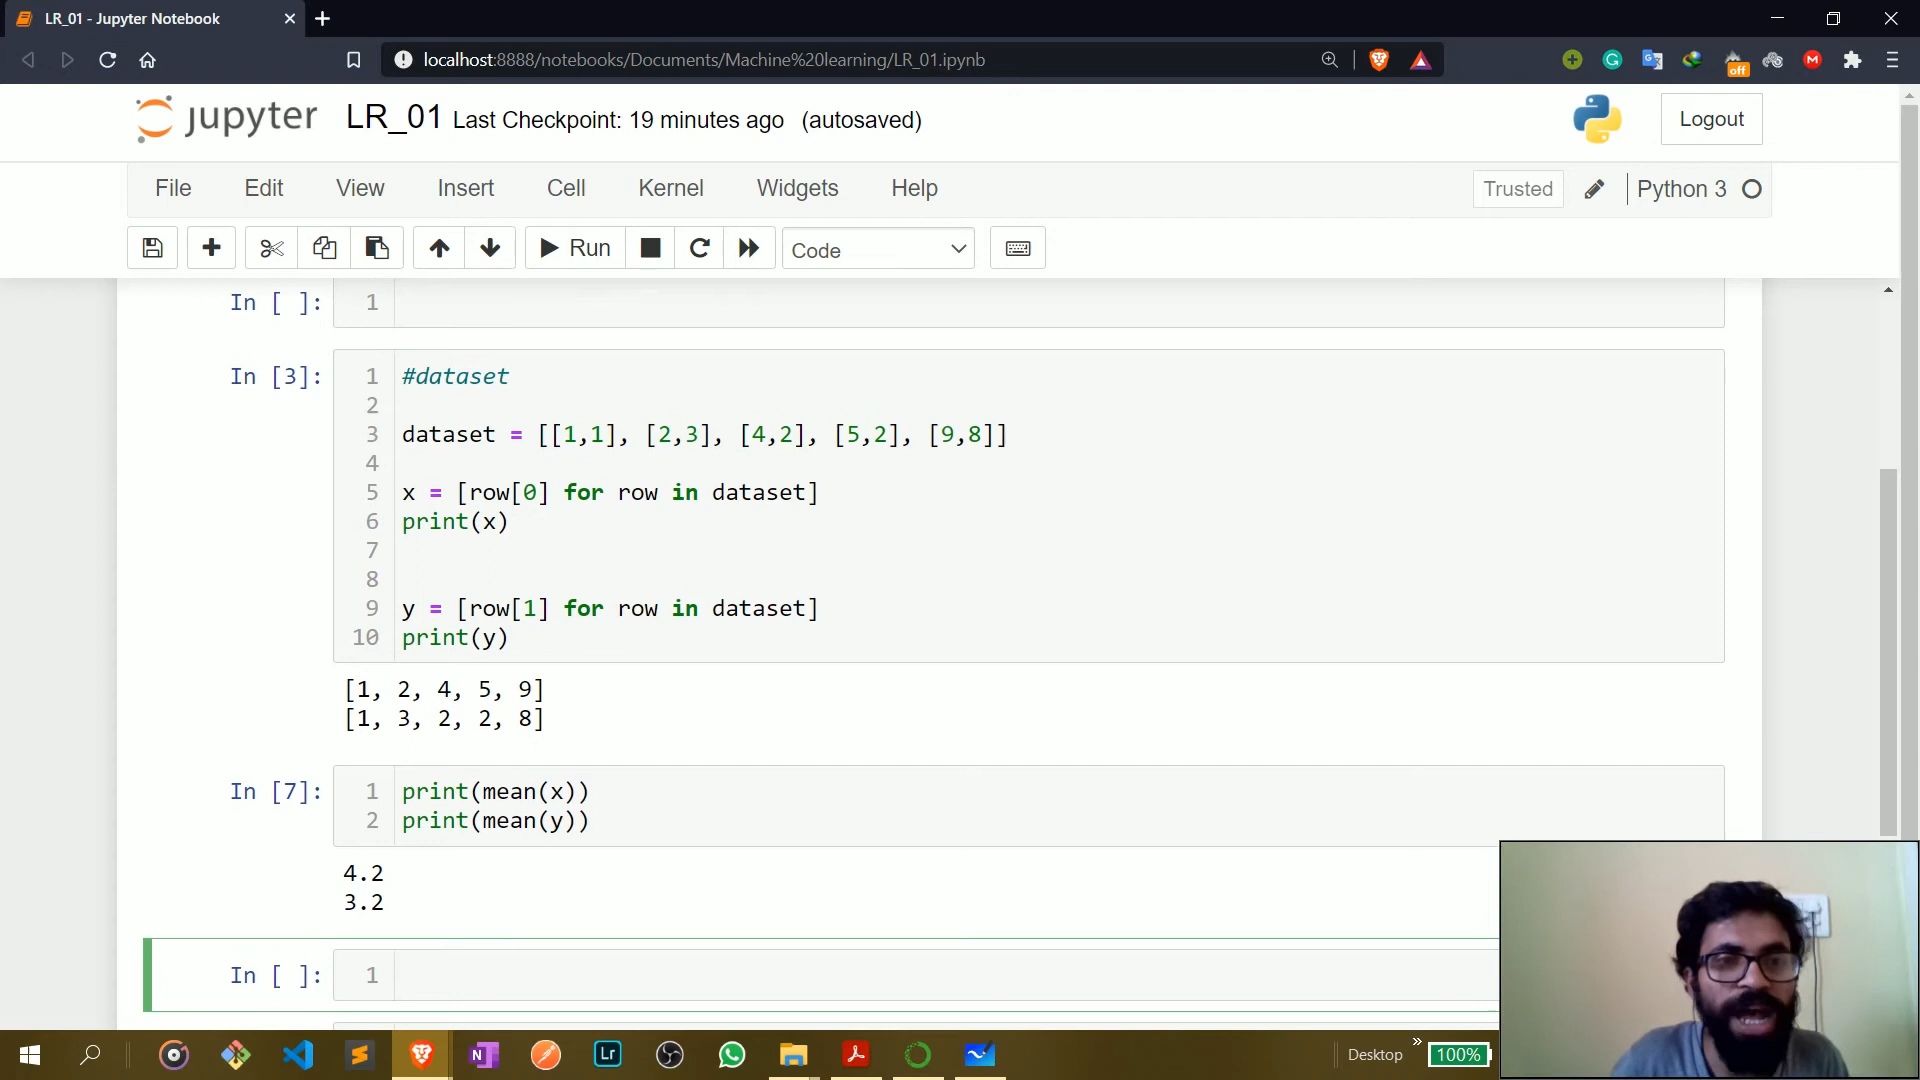 LR_01 - Jupyter Notebook
localhost:8888/notebooks/Documents/Machine%20learning/LR_01.ipynb
off
M
jupyter LR_01 Last Checkpoint: 19 minutes ago (autosaved)
Logout
File Edit View Insert Cell Kernel Widgets Help
Trusted Python 3
Run Code
In [ ]: 1
In [3]: 1 #dataset
2
3 dataset = [[1,1], [2,3], [4,2], [5,2], [9,8]]
4
5 x = [row[0] for row in dataset]
6 print(x)
7
8
9 y = [row[1] for row in dataset]
10 print(y)
[1, 2, 4, 5, 9]
[1, 3, 2, 2, 8]
In [7]: 1 print(mean(x))
2 print(mean(y))
4.2
3.2
In [ ]: 1
N Lr Desktop » 100%